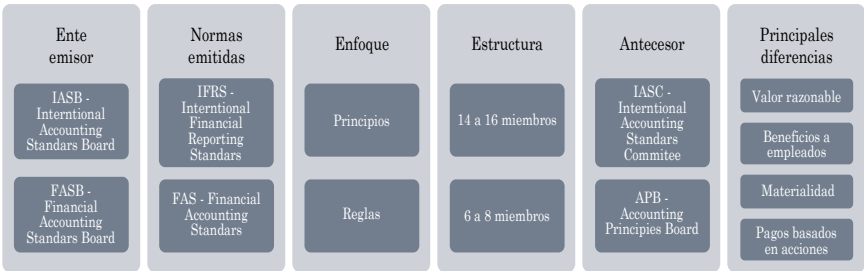 Ente
emisor
IASB -
Interntional
Accounting
Standars Board
FASB -
Financial
Accounting
Standars Board
Normas
emitidas
IFRS -
Interntional
Financial
Reporting
Standars
FAS - Financial
Accounting
Standars
Enfoque
Principios
Reglas
Estructura
14 a 16 miembros
6 a 8 miembros
Antecesor
IASC -
Interntional
Accounting
Standars
Commitee
APB -
Accounting
Principies Board
Principales
diferencias
Valor razonable
Beneficios a
empleados
Materialidad
Pagos basados
en acciones